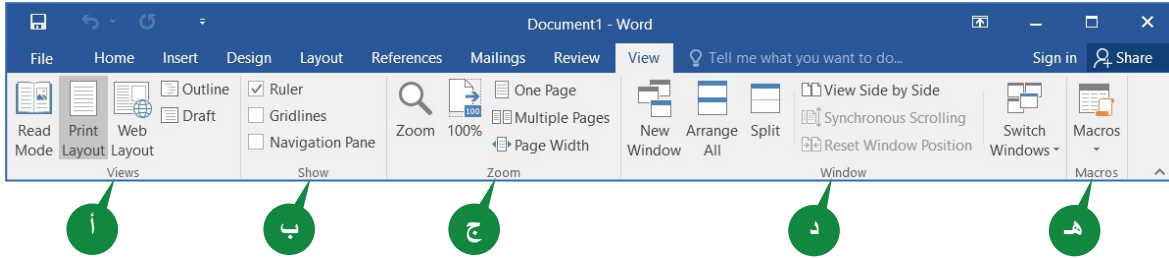 Document1 - Word
File Home Insert Design Layout References Mailings Review View Tell me what you want to do... Sign in Share
Read Mode
Print Layout
Web Layout
Outline
Draft
Views
Ruler
Gridlines
Navigation Pane
Show
Zoom
100
100%
One Page
Multiple Pages
Page Width
Zoom
New Window
Arrange All
Split
View Side by Side
Synchronous Scrolling
Reset Window Position
Switch Windows
Window
Macros
Macros
أ
ب
ج
د
هـ